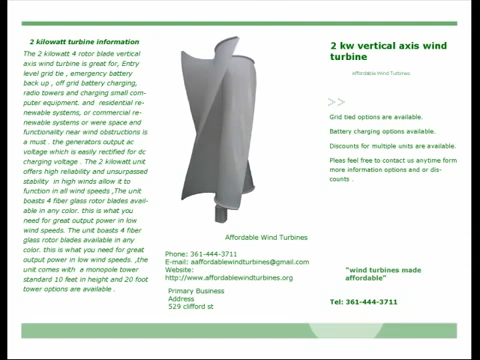 2 kilowatt turbine information
The 2 kilowatt 4 rotor blade vertical
axis wind turbine is great for, Entry
level grid tie , emergency battery
back up , off grid battery charging,
radio towers and charging small com-
puter equipment. and  residential re-
newable systems, or commercial re-
newable systems or were space and
functionality near wind obstructions is
a must . the generators output ac
voltage which is easily rectified for dc
charging voltage . The 2 kilowatt unit
offers high reliability and unsurpassed
stability  in high winds allow it to
function in all wind speeds ,The unit
boasts 4 fiber glass rotor blades avail-
able in any color. this is what you
need for great output power in low
wind speeds. The unit boasts 4 fiber
glass rotor blades available in any
color. this is what you need for great
output power in low wind speeds. ,the
unit comes with  a monopole tower
standard 10 feet in height and 20 foot
tower options are available .
Affordable Wind Turbines
Phone: 361-444-3711
E-mail: aaffordablewindturbines@gmail.com
Website:
http://www.affordablewindturbines.org
Primary Business
Address
529 clifford st
2 kw vertical axis wind
turbine
affordable Wind Turbines
>>
Grid tied options are available.
Battery charging options available.
Discounts for multiple units are available.
Pleas feel free to contact us anytime form
more information options and or dis-
counts .
"wind turbines made
affordable"
Tel: 361-444-3711